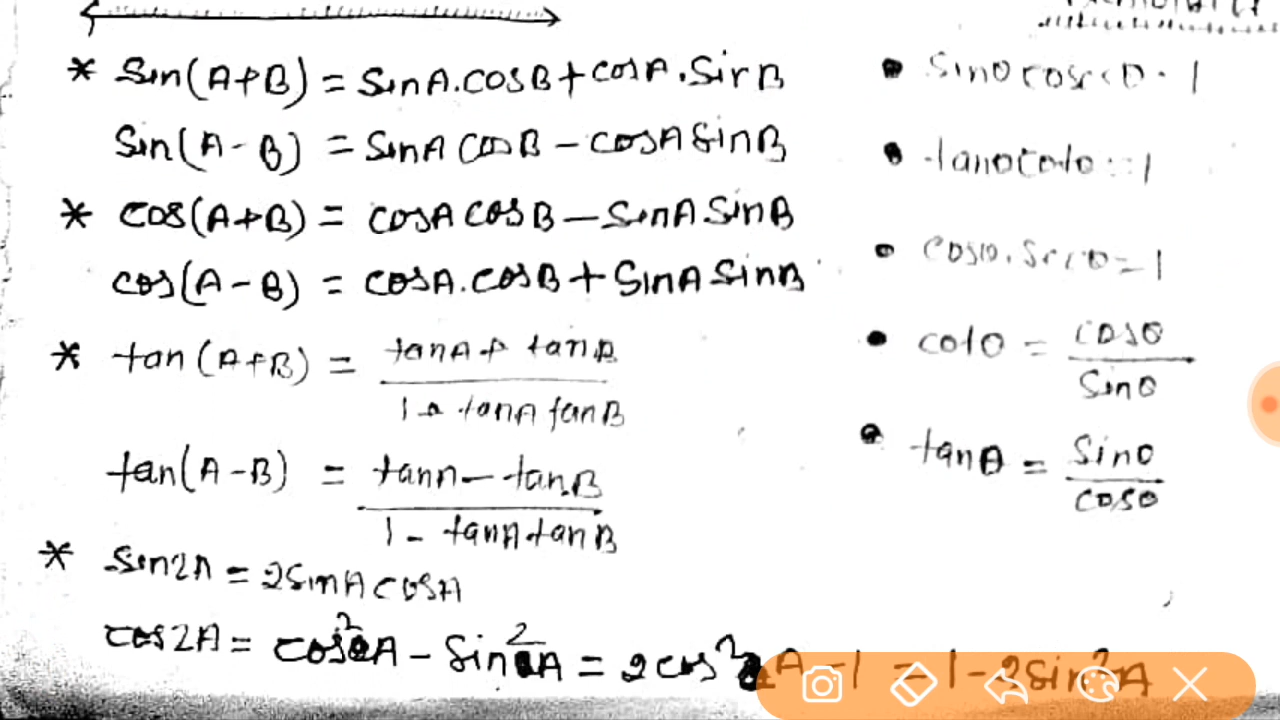 * Sin(A+B) = SinA.COSB+COSA.SinB
Sin(A-B) = SinA COSB - COSA SinB
* COS(A+B) = COSA COSB - SinA SinB
COS(A-B) = COSA.COSB + SinA SinB
* tan(A+B) = tanA + tanB
1 - tanA tanB
tan(A-B) = tanA - tanB
1 - tanA tanB
* Sin2A = 2SinA COSA
COS2A = COS²A - Sin²A = 2COS²A - 1 = 1 - 2Sin²A
• Sinθ Cosecθ = 1
• tanθ Cotθ = 1
• Cosθ. Secθ = 1
• Cotθ = Cosθ
Sinθ
• tanθ = Sinθ
Cosθ